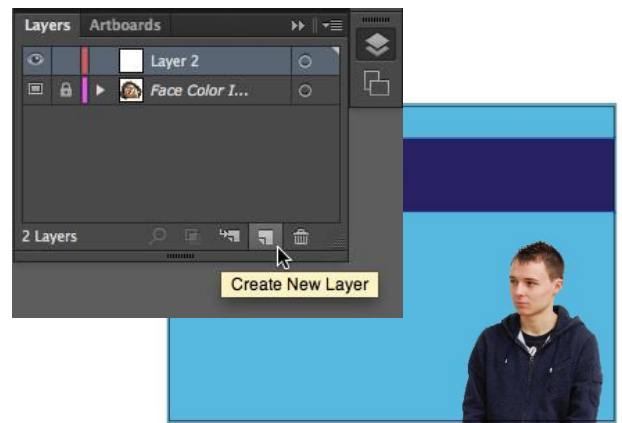 Layers Artboards
Layer 2
Face Color I...
2 Layers
Create New Layer